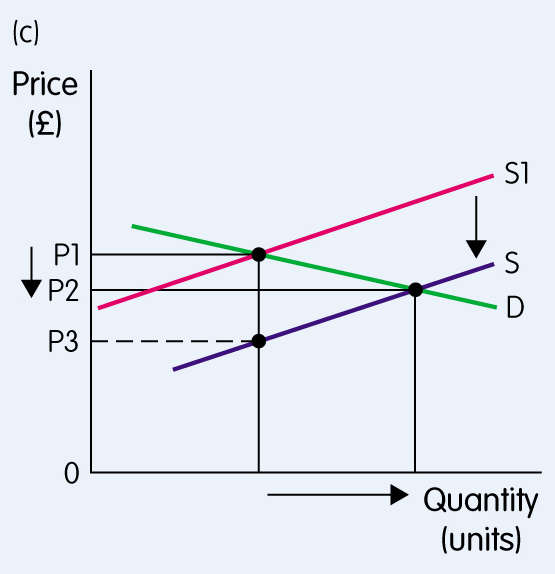 (c)
Price
(£)
S1
P1
S
P2
D
P3
0
Quantity
(units)